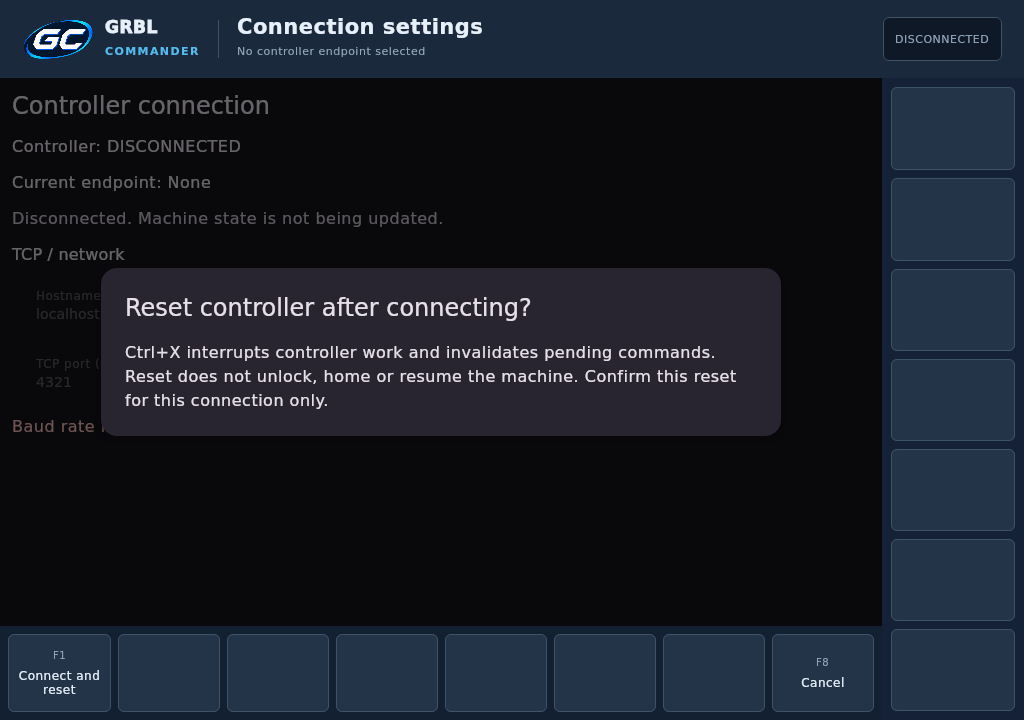 GC
GRBL
COMMANDER
Connection settings
No controller endpoint selected
DISCONNECTED
Controller connection
Controller: DISCONNECTED
Current endpoint: None
Disconnected. Machine state is not being updated.
TCP / network
Hostname
localhost
TCP port (
4321
Baud rate
Reset controller after connecting?
Ctrl+X interrupts controller work and invalidates pending commands.
Reset does not unlock, home or resume the machine. Confirm this reset
for this connection only.
F1
Connect and
reset
F8
Cancel